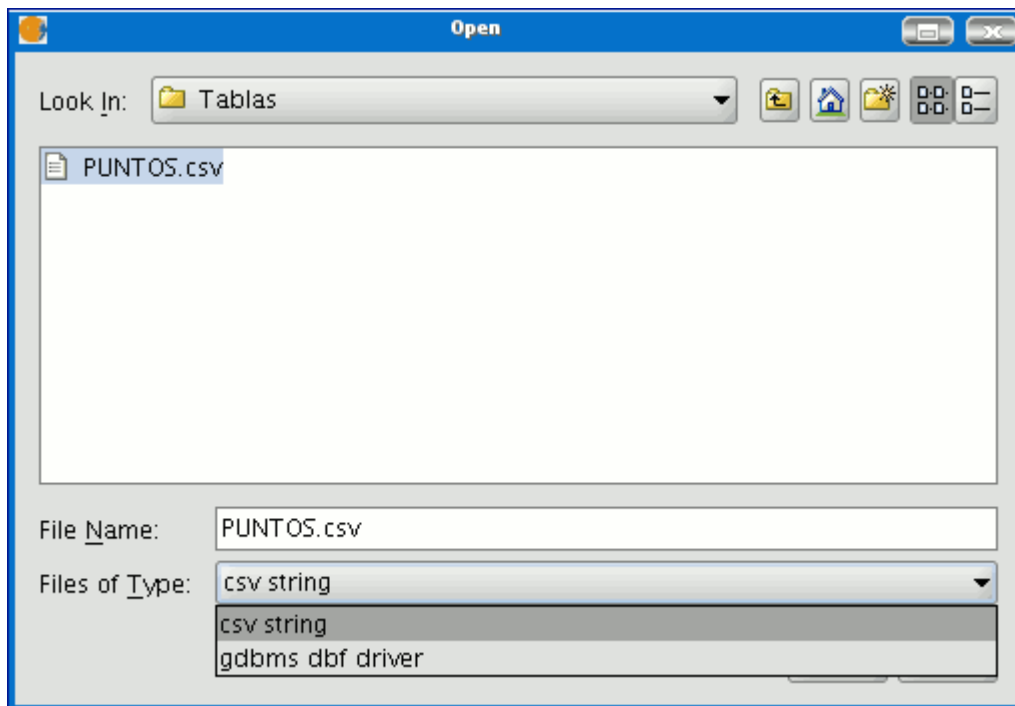 Open
Look In: Tablas
PUNTOS.csv
File Name: PUNTOS.csv
Files of Type: csv string
csv string
gdbms dbf driver